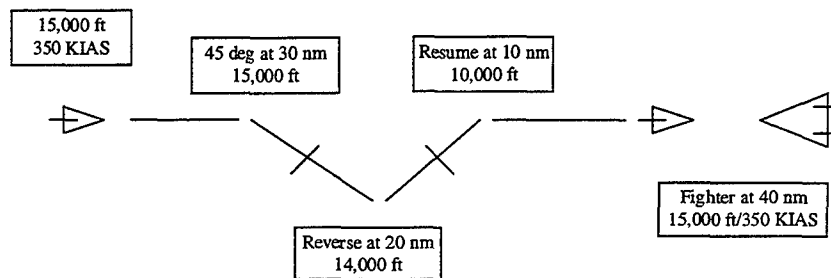 15,000 ft
350 KIAS
45 deg at 30 nm
15,000 ft
Resume at 10 nm
10,000 ft
Reverse at 20 nm
14,000 ft
Fighter at 40 nm
15,000 ft/350 KIAS